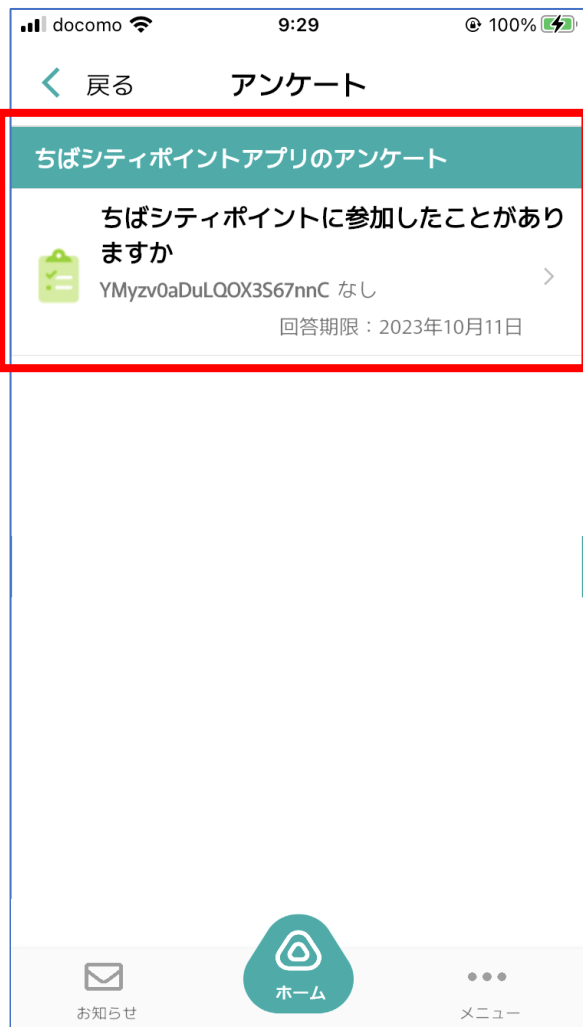 docomo 9:29 100%
戻る アンケート
ちばシティポイントアプリのアンケート
ちばシティポイントに参加したことがあり
ますか
YMyzv0aDuLQOX3S67nnC なし
回答期限：2023年10月11日
お知らせ ホーム メニュー